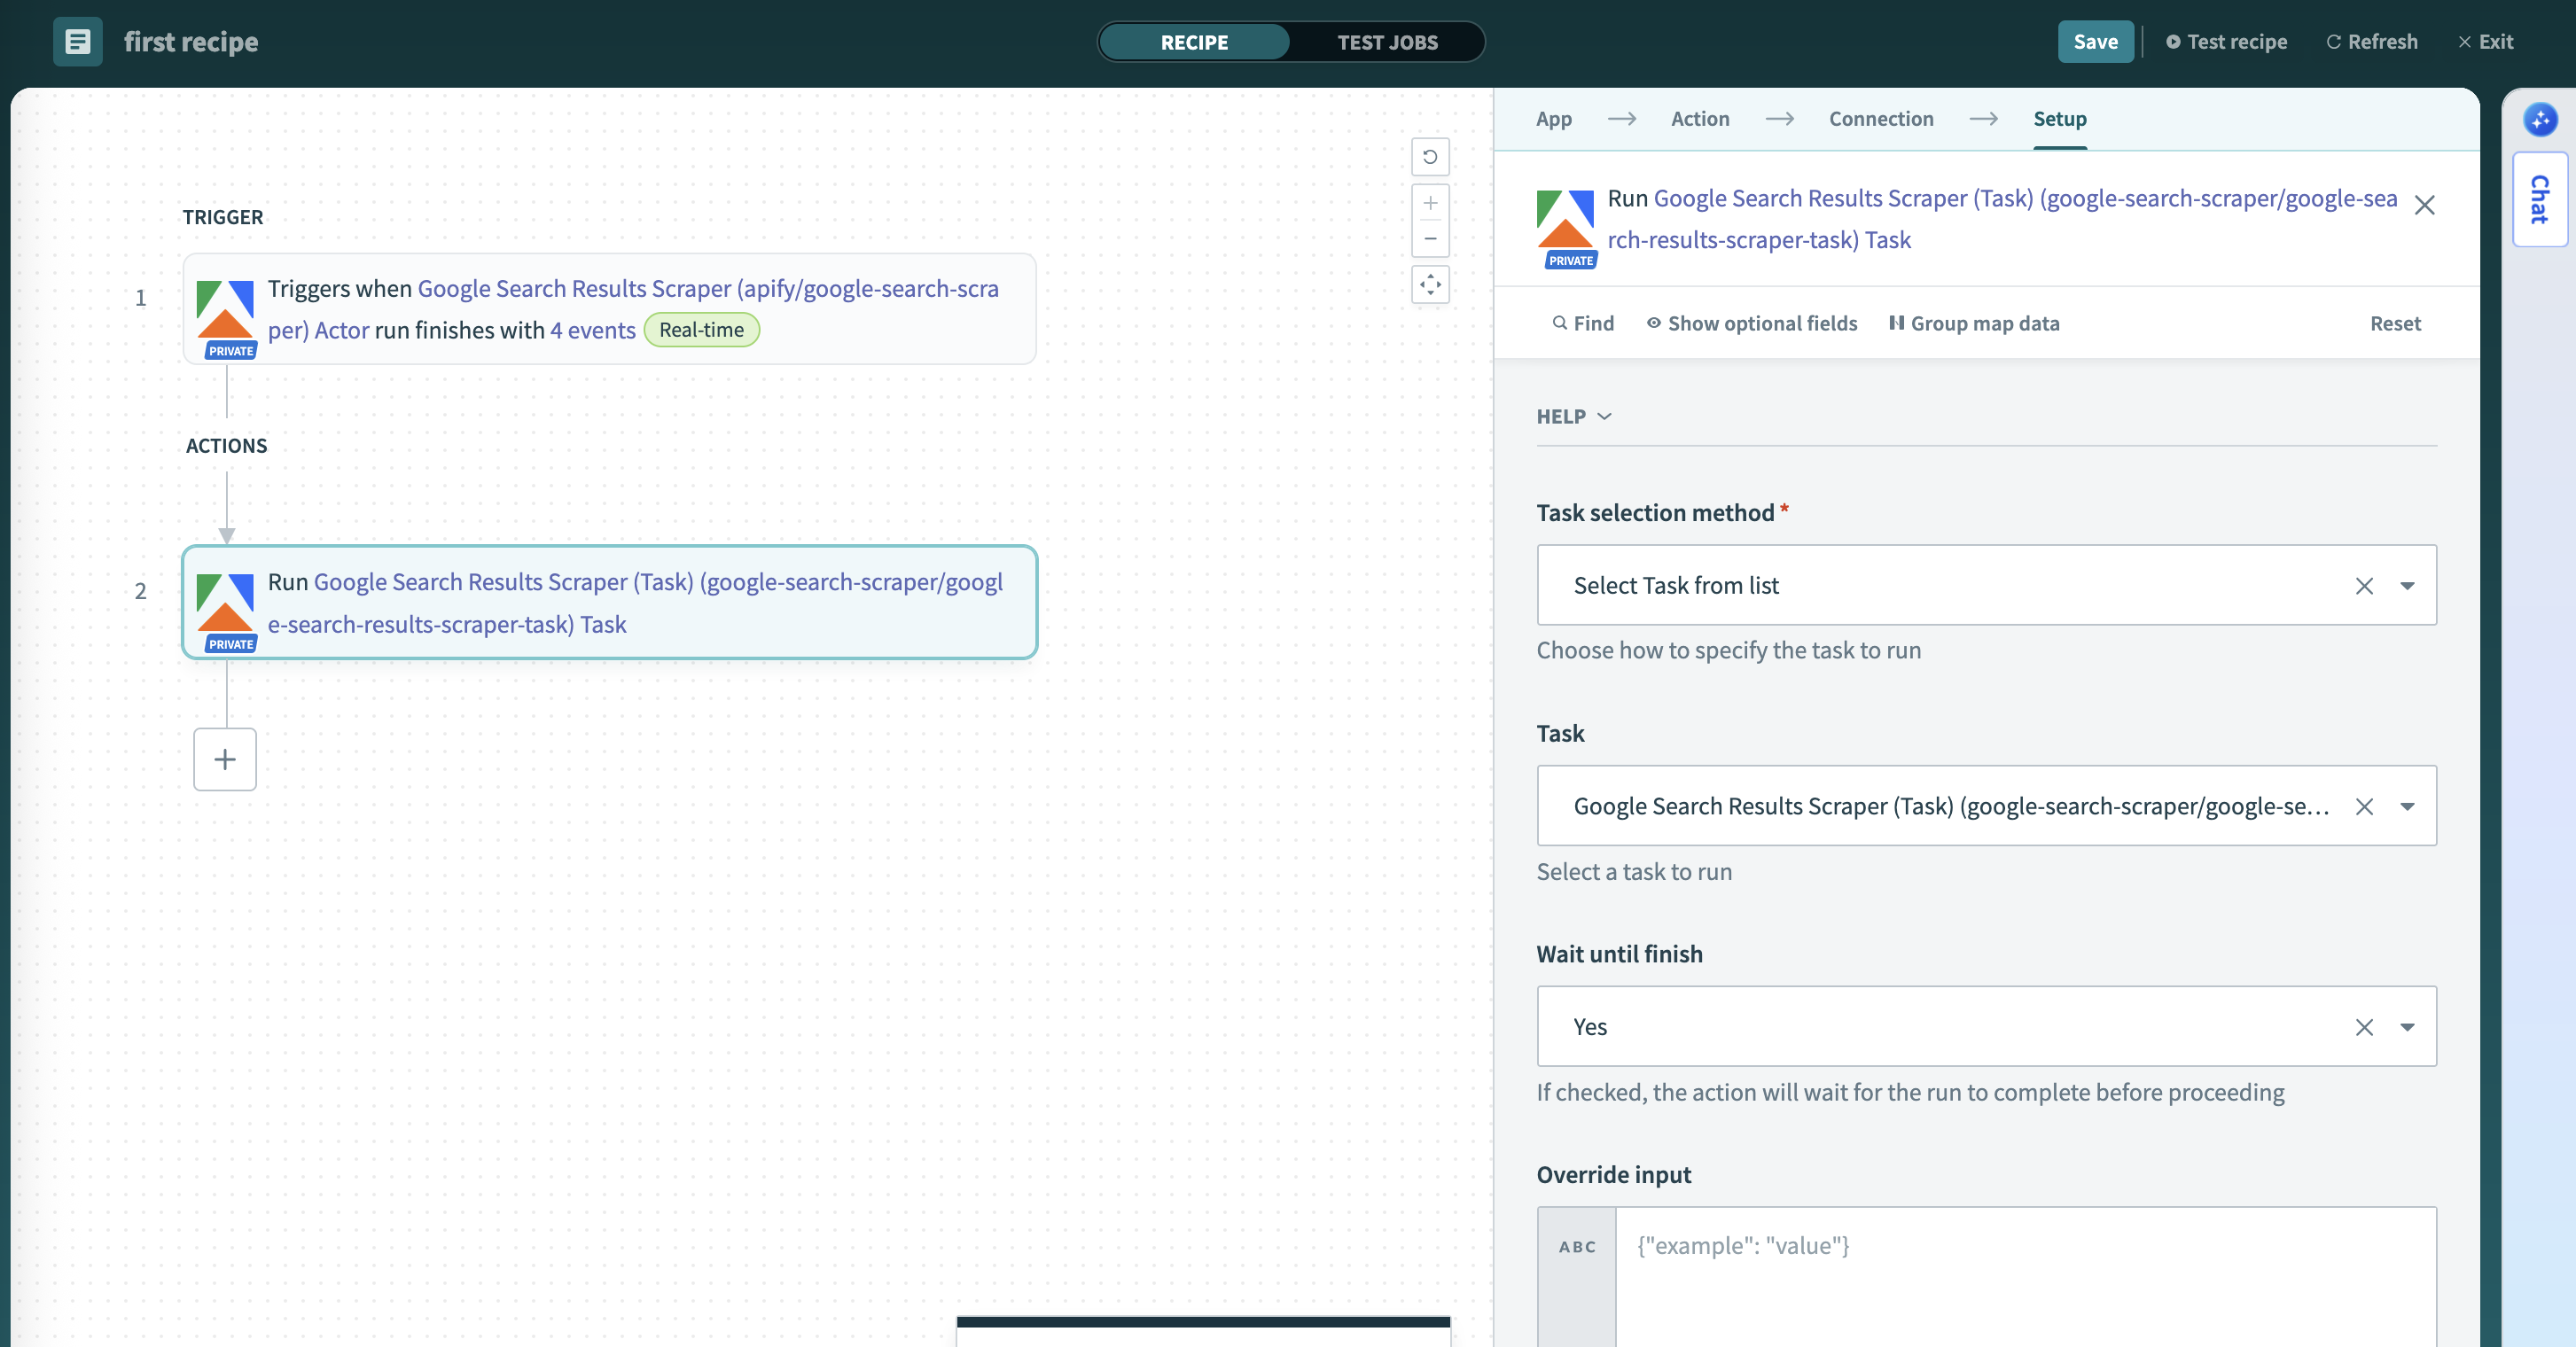 first recipe
RECIPE
TEST JOBS
Save
Test recipe
Refresh
Exit
TRIGGER
1
Triggers when Google Search Results Scraper (apify/google-search-scra
per) Actor run finishes with 4 events Real-time
PRIVATE
ACTIONS
2
Run Google Search Results Scraper (Task) (google-search-scraper/googl
e-search-results-scraper-task) Task
PRIVATE
App
Action
Connection
Setup
Run Google Search Results Scraper (Task) (google-search-scraper/google-sea
rch-results-scraper-task) Task
PRIVATE
Find
Show optional fields
Group map data
Reset
HELP
Task selection method *
Select Task from list
Choose how to specify the task to run
Task
Google Search Results Scraper (Task) (google-search-scraper/google-se...
Select a task to run
Wait until finish
Yes
If checked, the action will wait for the run to complete before proceeding
Override input
ABC
{"example": "value"}
Chat